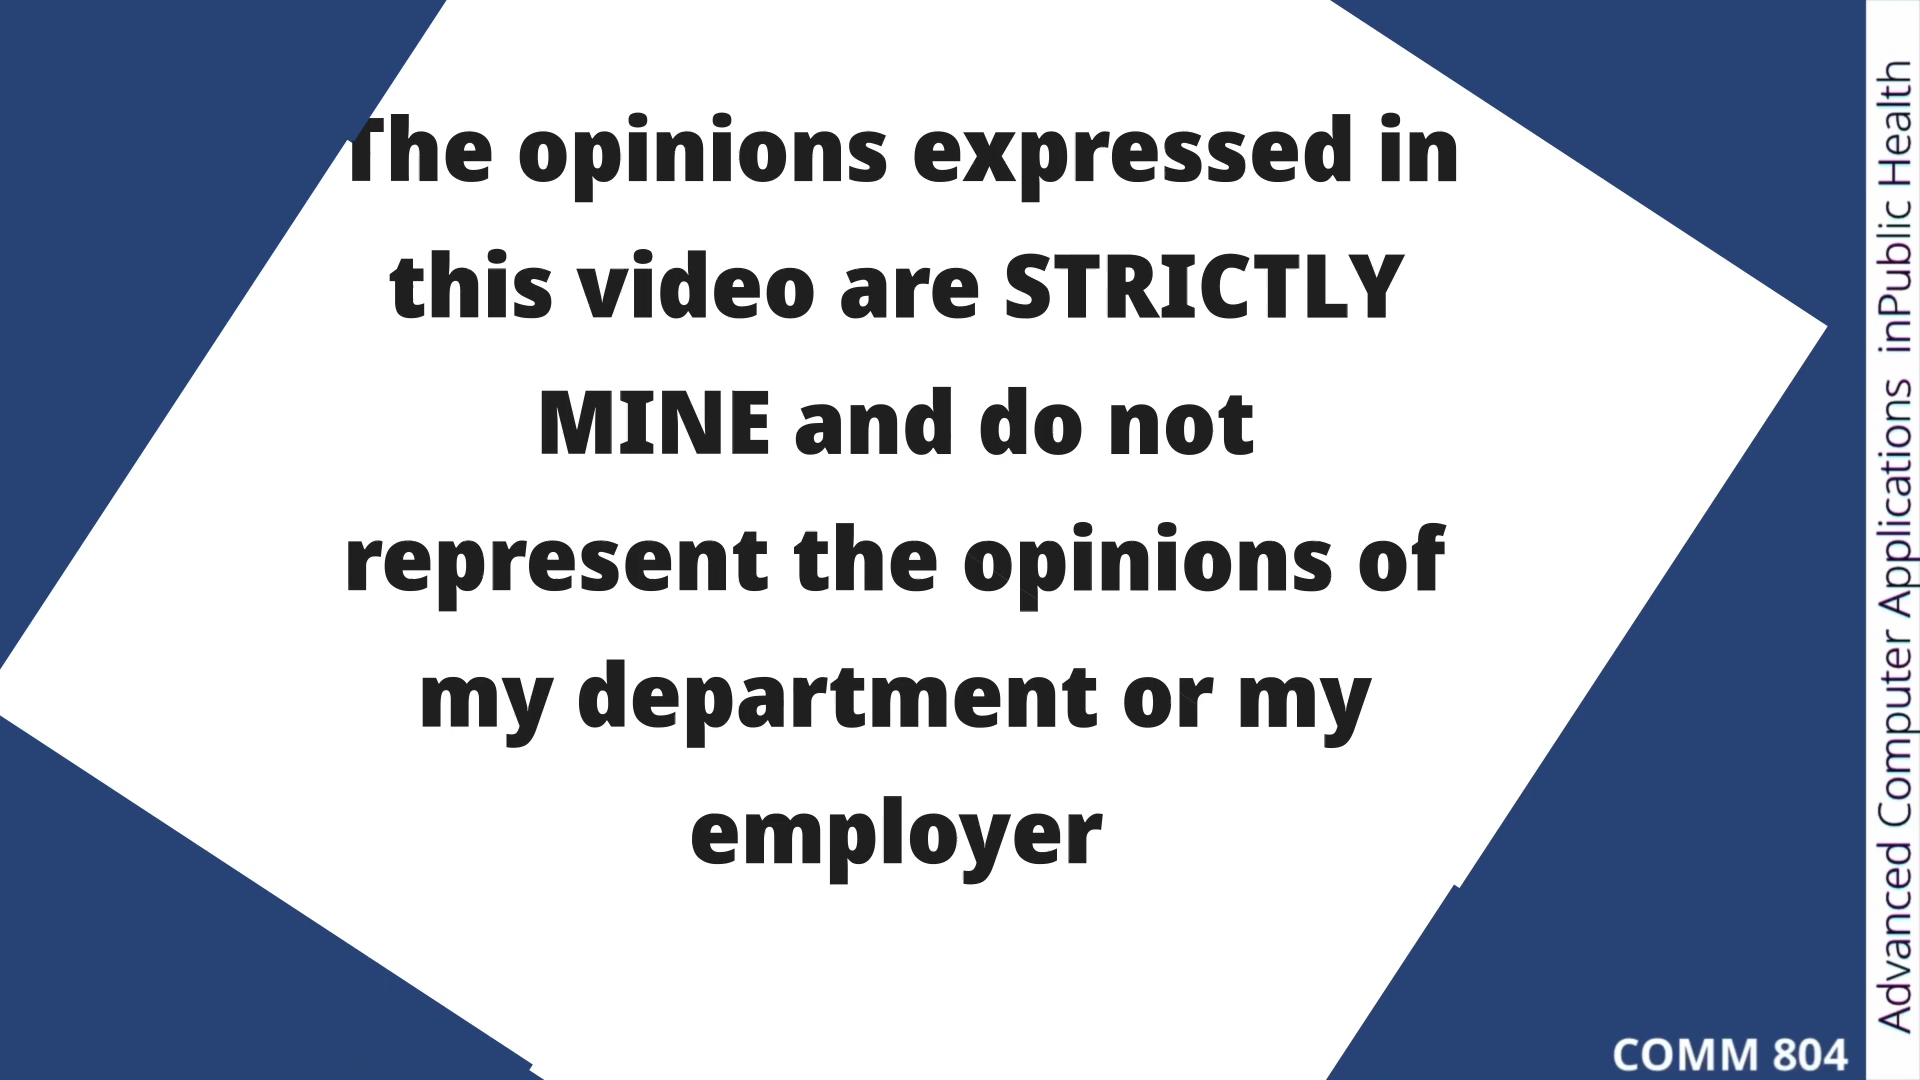 The opinions expressed in
this video are STRICTLY
MINE and do not
represent the opinions of
my department or my
employer
Advanced Computer Applications inPublic Health
COMM 804